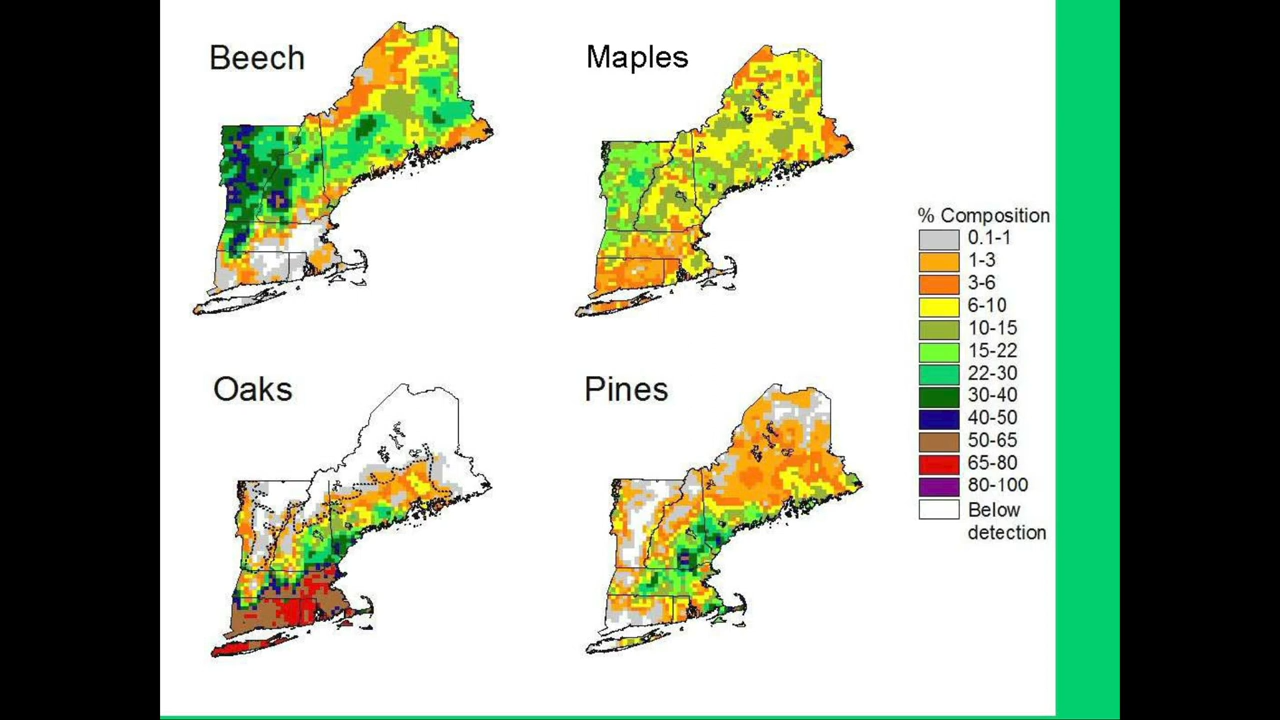 Beech
Maples
Oaks
Pines
% Composition
0.1-1
1-3
3-6
6-10
10-15
15-22
22-30
30-40
40-50
50-65
65-80
80-100
Below
detection